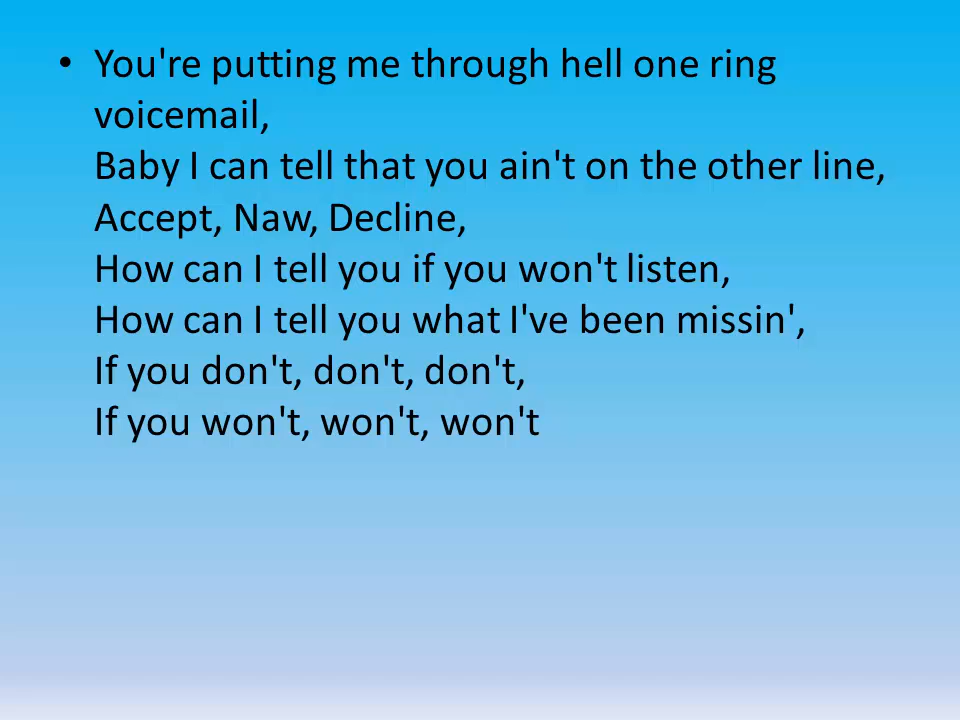 • You're putting me through hell one ring
voicemail,
Baby I can tell that you ain't on the other line,
Accept, Naw, Decline,
How can I tell you if you won't listen,
How can I tell you what I've been missin',
If you don't, don't, don't,
If you won't, won't, won't